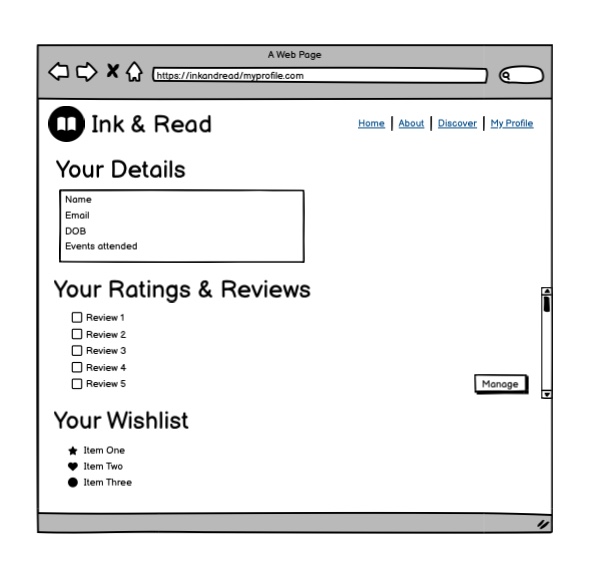 A Web Page
https://inkandread/myprofile.com
Ink & Read
Home | About | Discover | My Profile
Your Details
Name
Email
DOB
Events attended
Your Ratings & Reviews
Review 1
Review 2
Review 3
Review 4
Review 5
Manage
Your Wishlist
Item One
Item Two
Item Three